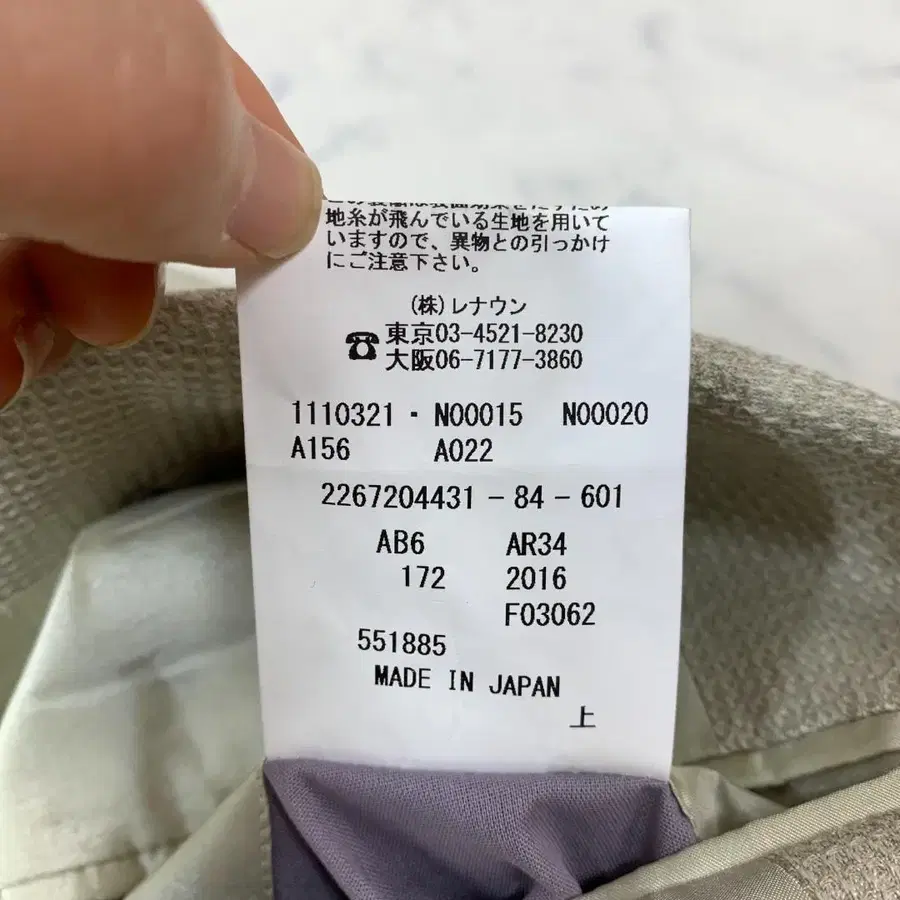 地糸が飛んでいる生地を用いて
いますので、異物との引っかけ
にご注意下さい。
(株)レナウン
☎東京03-4521-8230
大阪06-7177-3860
1110321・N00015 N00020
A156 A022
2267204431-84-601
AB6 AR34
172 2016
F03062
551885
MADE IN JAPAN
上